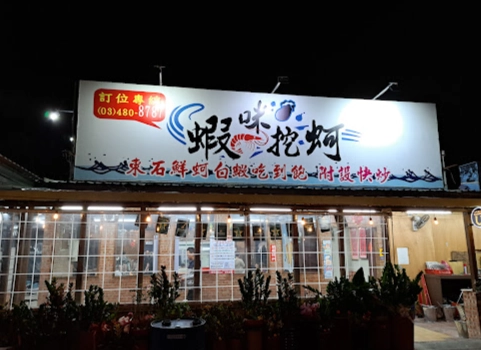 訂位專線
(03)480-8787
蝦咪挖蚵
東石鮮蚵白蝦吃到飽 附設快炒